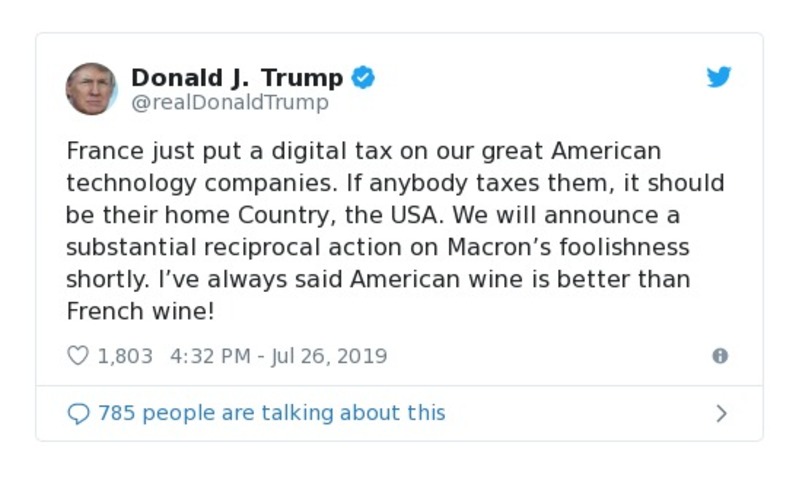 Donald J. Trump
@realDonaldTrump
France just put a digital tax on our great American
technology companies. If anybody taxes them, it should
be their home Country, the USA. We will announce a
substantial reciprocal action on Macron’s foolishness
shortly. I’ve always said American wine is better than
French wine!
1,803 4:32 PM - Jul 26, 2019
785 people are talking about this